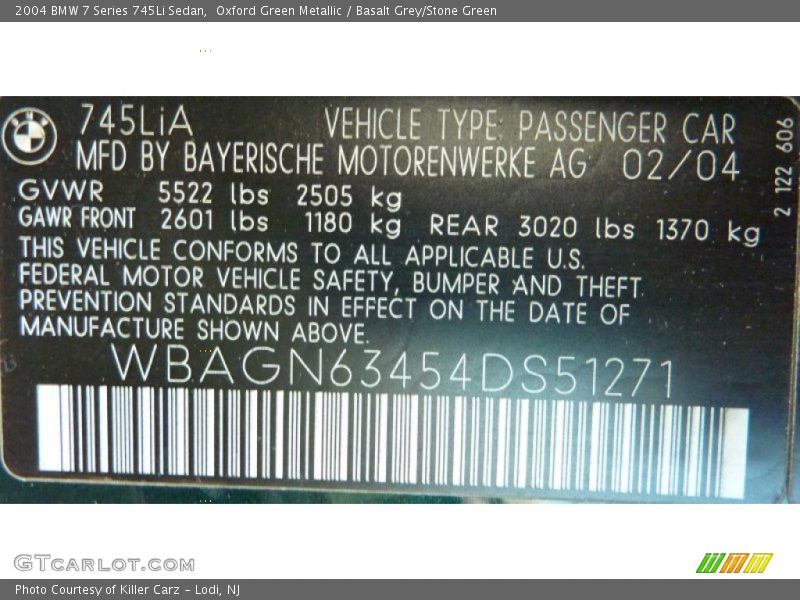 2004 BMW 7 Series 745Li Sedan,  Oxford Green Metallic / Basalt Grey/Stone Green
745LiA VEHICLE TYPE: PASSENGER CAR
MFD BY BAYERISCHE MOTORENWERKE AG 02/04
GVWR 5522 lbs 2505 kg
GAWR FRONT 2601 lbs 1180 kg REAR 3020 lbs 1370 kg
THIS VEHICLE CONFORMS TO ALL APPLICABLE U.S.
FEDERAL MOTOR VEHICLE SAFETY, BUMPER AND THEFT
PREVENTION STANDARDS IN EFFECT ON THE DATE OF
MANUFACTURE SHOWN ABOVE.
WBAGN63454DS51271
2 122 606
GTCARLOT.COM
Photo Courtesy of Killer Carz - Lodi, NJ